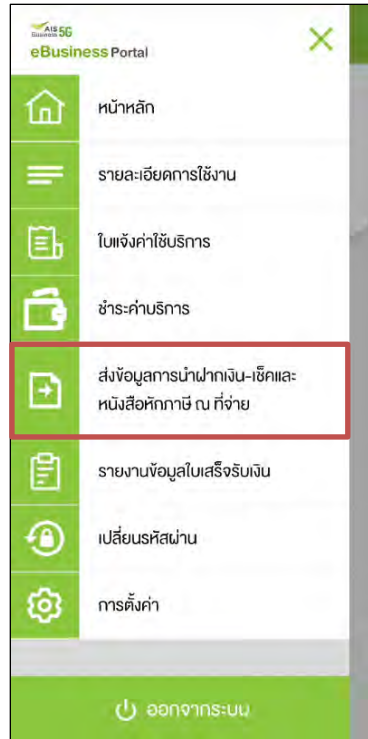 AIS 5G
Business
eBusiness Portal
หน้าหลัก
รายละเอียดการใช้งาน
ใบแจ้งค่าใช้บริการ
ชำระค่าบริการ
ส่งข้อมูลการนำฝากเงิน-เช็คและ
หนังสือหักภาษี ณ ที่จ่าย
รายงานข้อมูลใบเสร็จรับเงิน
เปลี่ยนรหัสผ่าน
การตั้งค่า
ออกจากระบบ